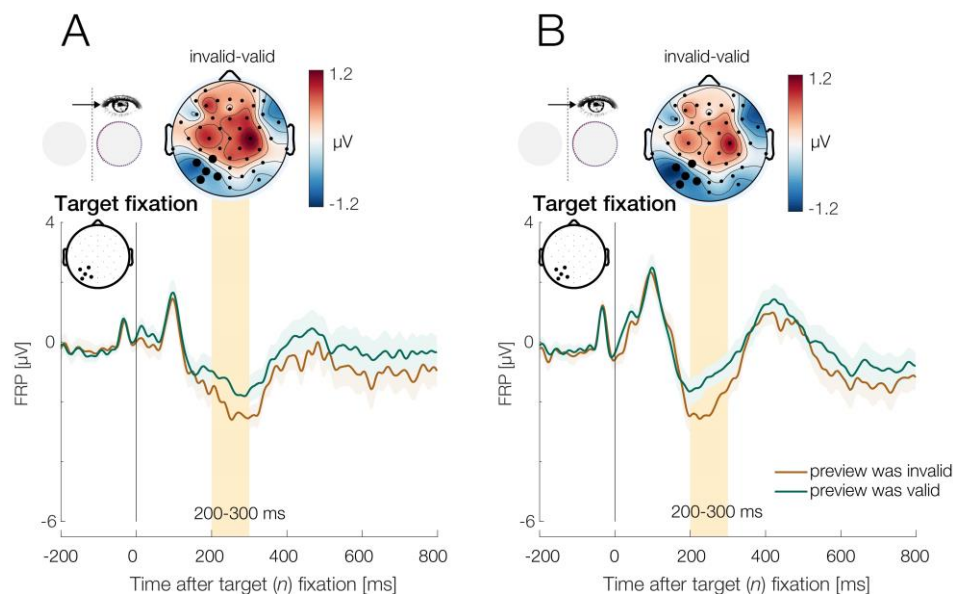 A
invalid-valid
1.2
µV
-1.2
Target fixation
4
0
-6
FRP [µV]
200-300 ms
-200
0
200
400
600
800
Time after target (n) fixation [ms]
B
invalid-valid
1.2
µV
-1.2
Target fixation
4
0
-6
FRP [µV]
preview was invalid
preview was valid
200-300 ms
-200
0
200
400
600
800
Time after target (n) fixation [ms]